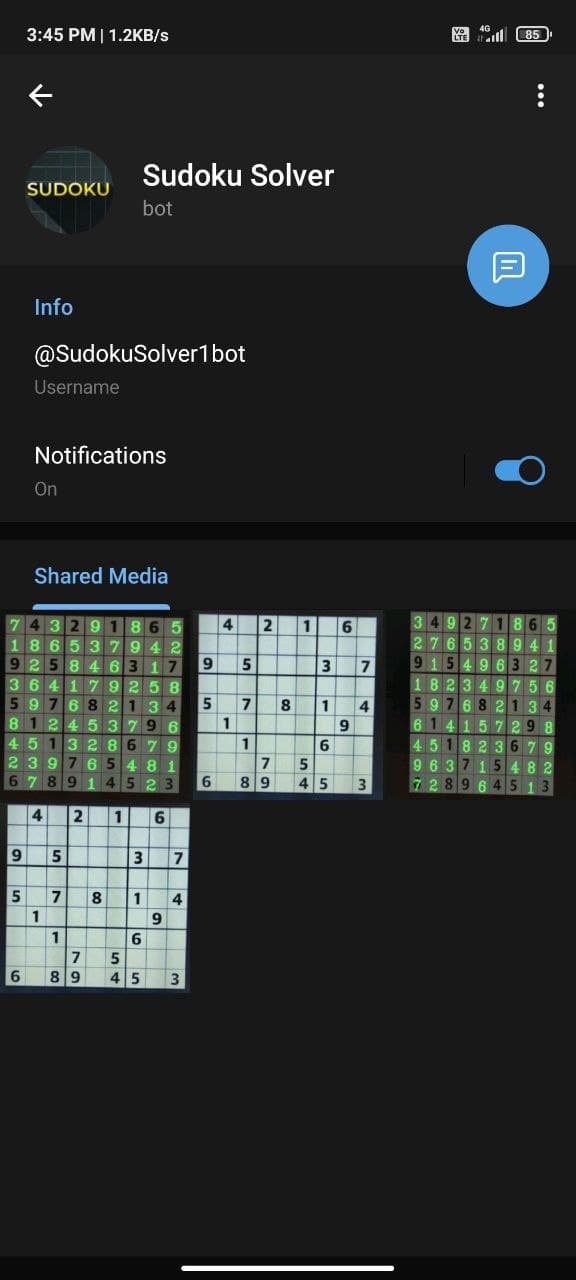 3:45 PM | 1.2KB/s
Vo
LTE
4G
85
SUDOKU
Sudoku Solver
bot
Info
@SudokuSolver1bot
Username
Notifications
On
Shared Media
7 4 3 2 9 1 8 6 5
1 8 6 5 3 7 9 4 2
9 2 5 8 4 6 3 1 7
3 6 4 1 7 9 2 5 8
5 9 7 6 8 2 1 3 4
8 1 2 4 5 3 7 9 6
4 5 1 3 2 8 6 7 9
2 3 9 7 6 5 4 8 1
6 7 8 9 1 4 5 2 3
4 2 1 6
9 5 3 7
5 7 8 1 4
1 9
1 6
7 5
6 8 9 4 5 3
3 4 9 2 7 1 8 6 5
2 7 6 5 3 8 9 4 1
9 1 5 4 9 6 3 2 7
1 8 2 3 4 9 7 5 6
5 9 7 6 8 2 1 3 4
6 1 4 1 5 7 2 9 8
4 5 1 8 2 3 6 7 9
9 6 3 7 1 5 4 8 2
7 2 8 9 6 4 5 1 3
4 2 1 6
9 5 3 7
5 7 8 1 4
1 9
1 6
7 5
6 8 9 4 5 3